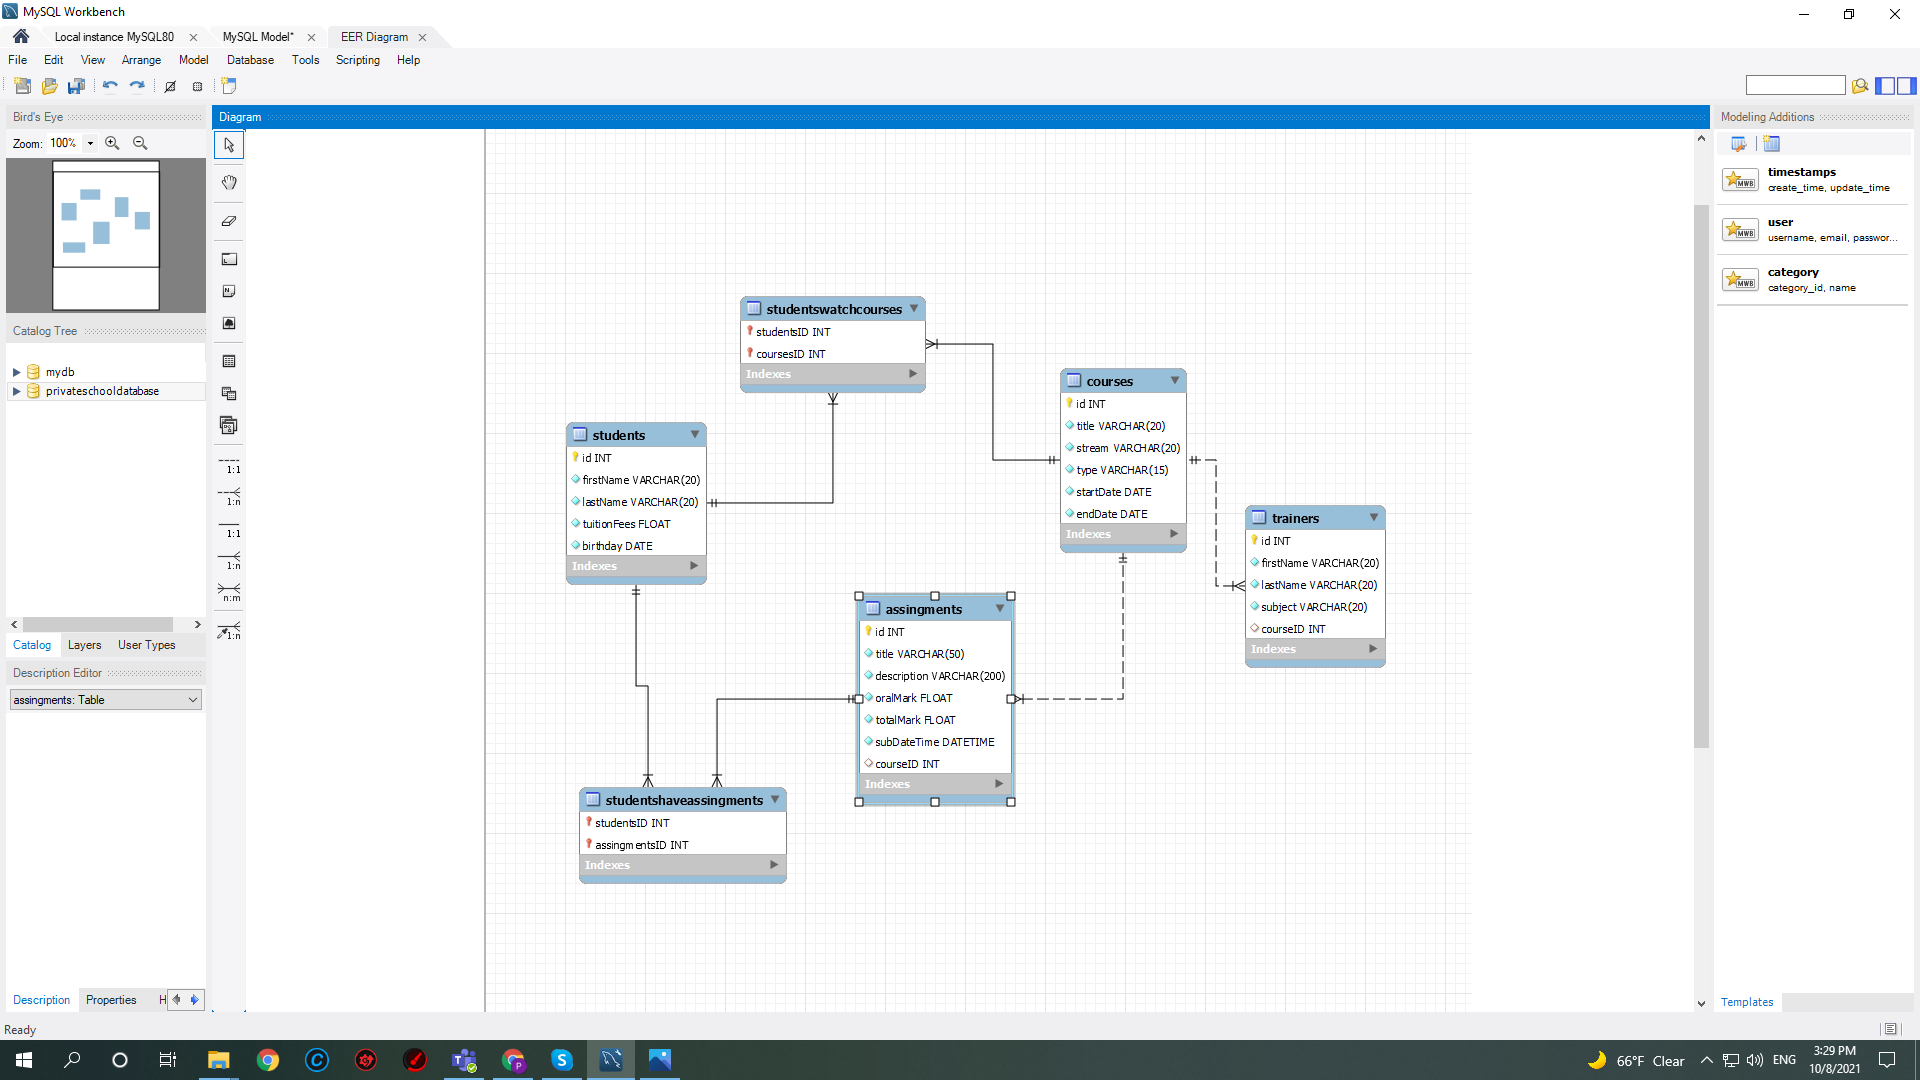 MySQL Workbench
Local instance MySQL80
MySQL Model*
EER Diagram
File Edit View Arrange Model Database Tools Scripting Help
Bird's Eye
Zoom: 100%
Catalog Tree
mydb
privateschooldatabase
Catalog Layers User Types
Description Editor
assingments: Table
Description Properties H
Ready
Diagram
1:1
1:n
1:1
1:n
n:m
1:n
studentswatchcourses
studentsID INT
coursesID INT
Indexes
students
id INT
firstName VARCHAR(20)
lastName VARCHAR(20)
tuitionFees FLOAT
birthday DATE
Indexes
courses
id INT
title VARCHAR(20)
stream VARCHAR(20)
type VARCHAR(15)
startDate DATE
endDate DATE
Indexes
trainers
id INT
firstName VARCHAR(20)
lastName VARCHAR(20)
subject VARCHAR(20)
courseID INT
Indexes
assingments
id INT
title VARCHAR(50)
description VARCHAR(200)
oralMark FLOAT
totalMark FLOAT
subDateTime DATETIME
courseID INT
Indexes
studentshaveassingments
studentsID INT
assingmentsID INT
Indexes
Modeling Additions
timestamps
create_time, update_time
user
username, email, passwor...
category
category_id, name
MWB
MWB
MWB
Templates
66°F Clear
ENG
3:29 PM
10/8/2021